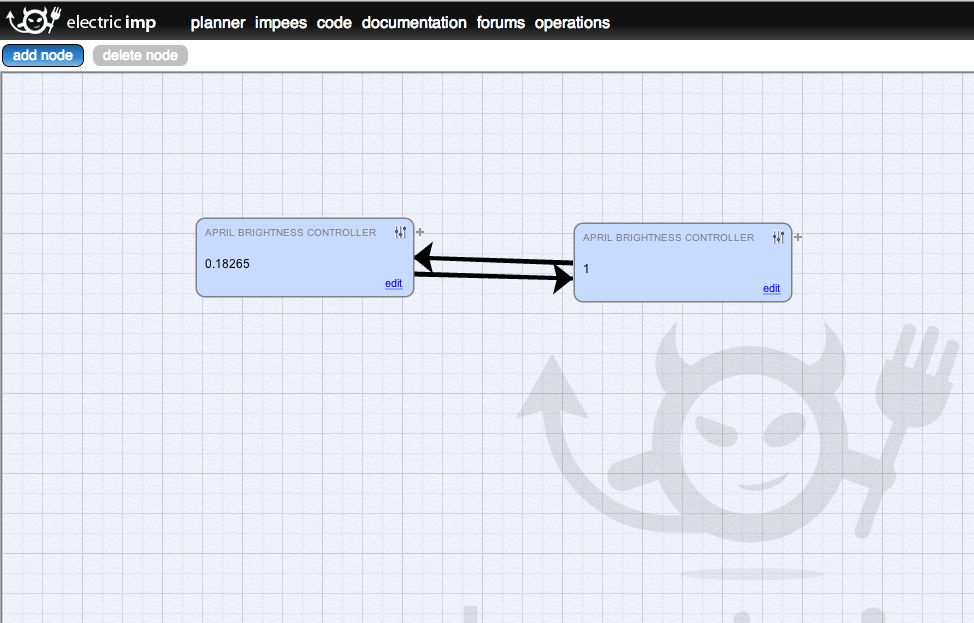 electric imp planner impees code documentation forums operations
add node delete node
APRIL BRIGHTNESS CONTROLLER +
0.18265
edit
APRIL BRIGHTNESS CONTROLLER +
1
edit